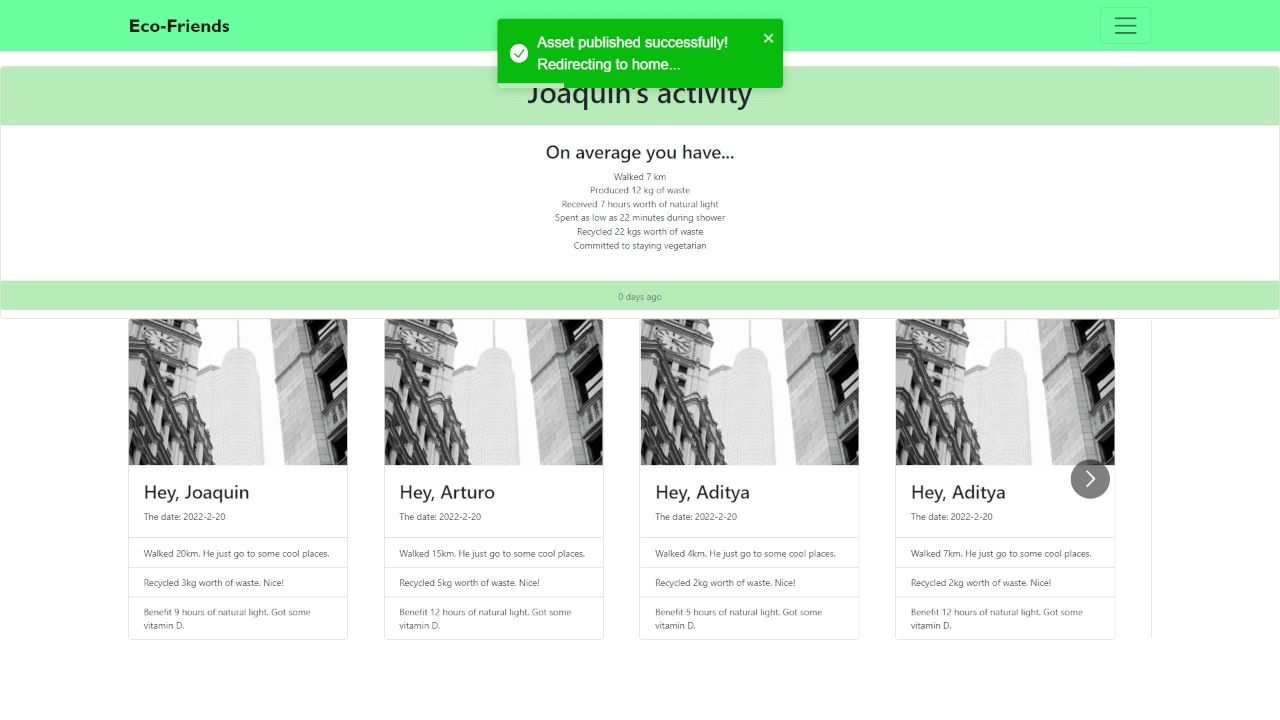 Eco-Friends
Asset published successfully!
Redirecting to home...
Joaquin's activity
On average you have...
Walked 7 km
Produced 12 kg of waste
Received 7 hours worth of natural light
Spent as low as 22 minutes during shower
Recycled 22 kgs worth of waste
Committed to staying vegetarian
0 days ago
Hey, Joaquin
The date: 2022-2-20
Walked 20km. He just go to some cool places.
Recycled 3kg worth of waste. Nice!
Benefit 9 hours of natural light. Got some
vitamin D.
Hey, Arturo
The date: 2022-2-20
Walked 15km. He just go to some cool places.
Recycled 5kg worth of waste. Nice!
Benefit 12 hours of natural light. Got some
vitamin D.
Hey, Aditya
The date: 2022-2-20
Walked 4km. He just go to some cool places.
Recycled 2kg worth of waste. Nice!
Benefit 5 hours of natural light. Got some
vitamin D.
Hey, Aditya
The date: 2022-2-20
Walked 7km. He just go to some cool places.
Recycled 2kg worth of waste. Nice!
Benefit 12 hours of natural light. Got some
vitamin D.